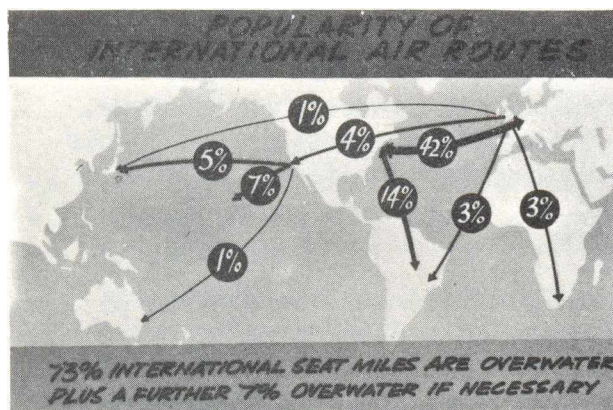 POPULARITY OF
INTERNATIONAL AIR ROUTES
1%
5%
4%
42%
7%
14%
3%
3%
1%
73% INTERNATIONAL SEAT MILES ARE OVERWATER
PLUS A FURTHER 7% OVERWATER IF NECESSARY